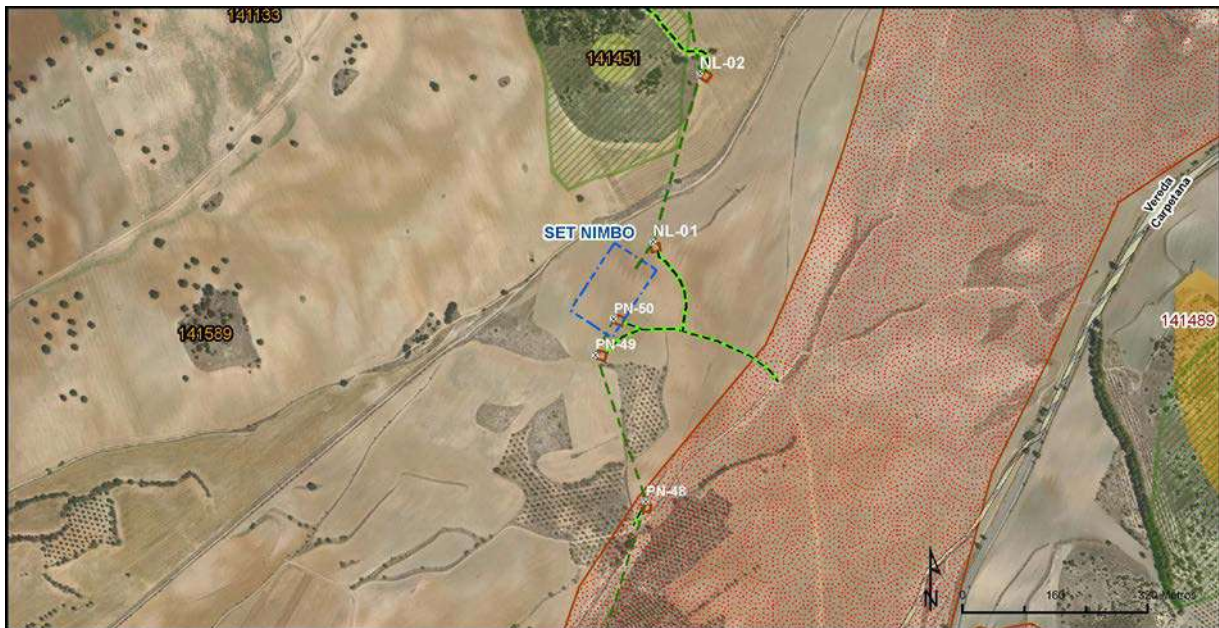 141133
141451
NL-02
Vereda
Carpetana
SET NIMBO
NL-01
PN-50
141489
141589
PN-49
PN-48
N
0 160 320 Metros